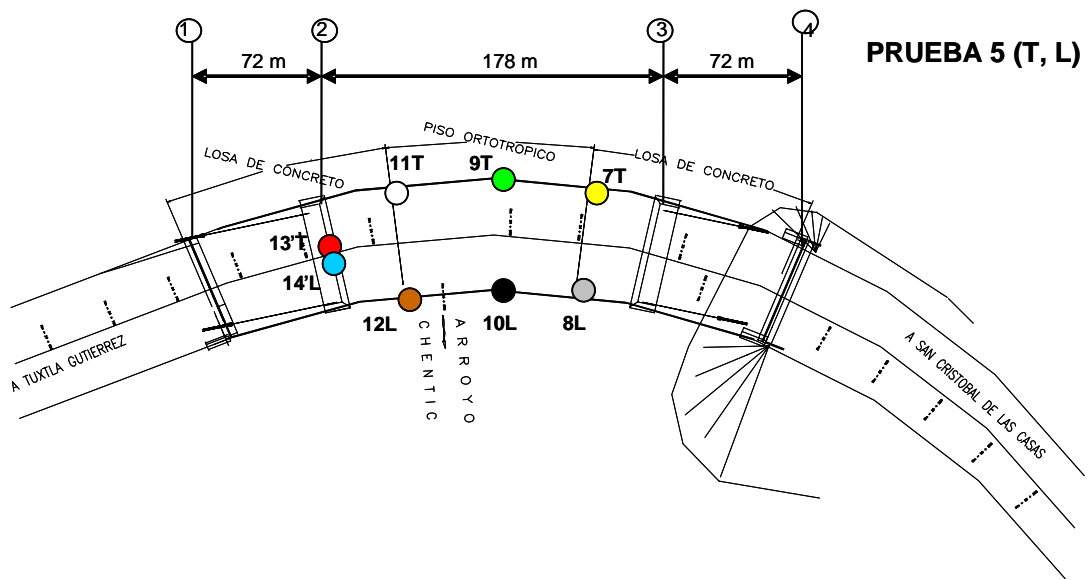 1
2
3
4
72 m
178 m
72 m
PRUEBA 5 (T, L)
LOSA DE CONCRETO
PISO ORTOTROPICO
LOSA DE CONCRETO
11T
9T
7T
13'T
14'L
12L
10L
8L
ARROYO
CHENTIC
A TUXTLA GUTIERREZ
A SAN CRISTOBAL DE LAS CASAS